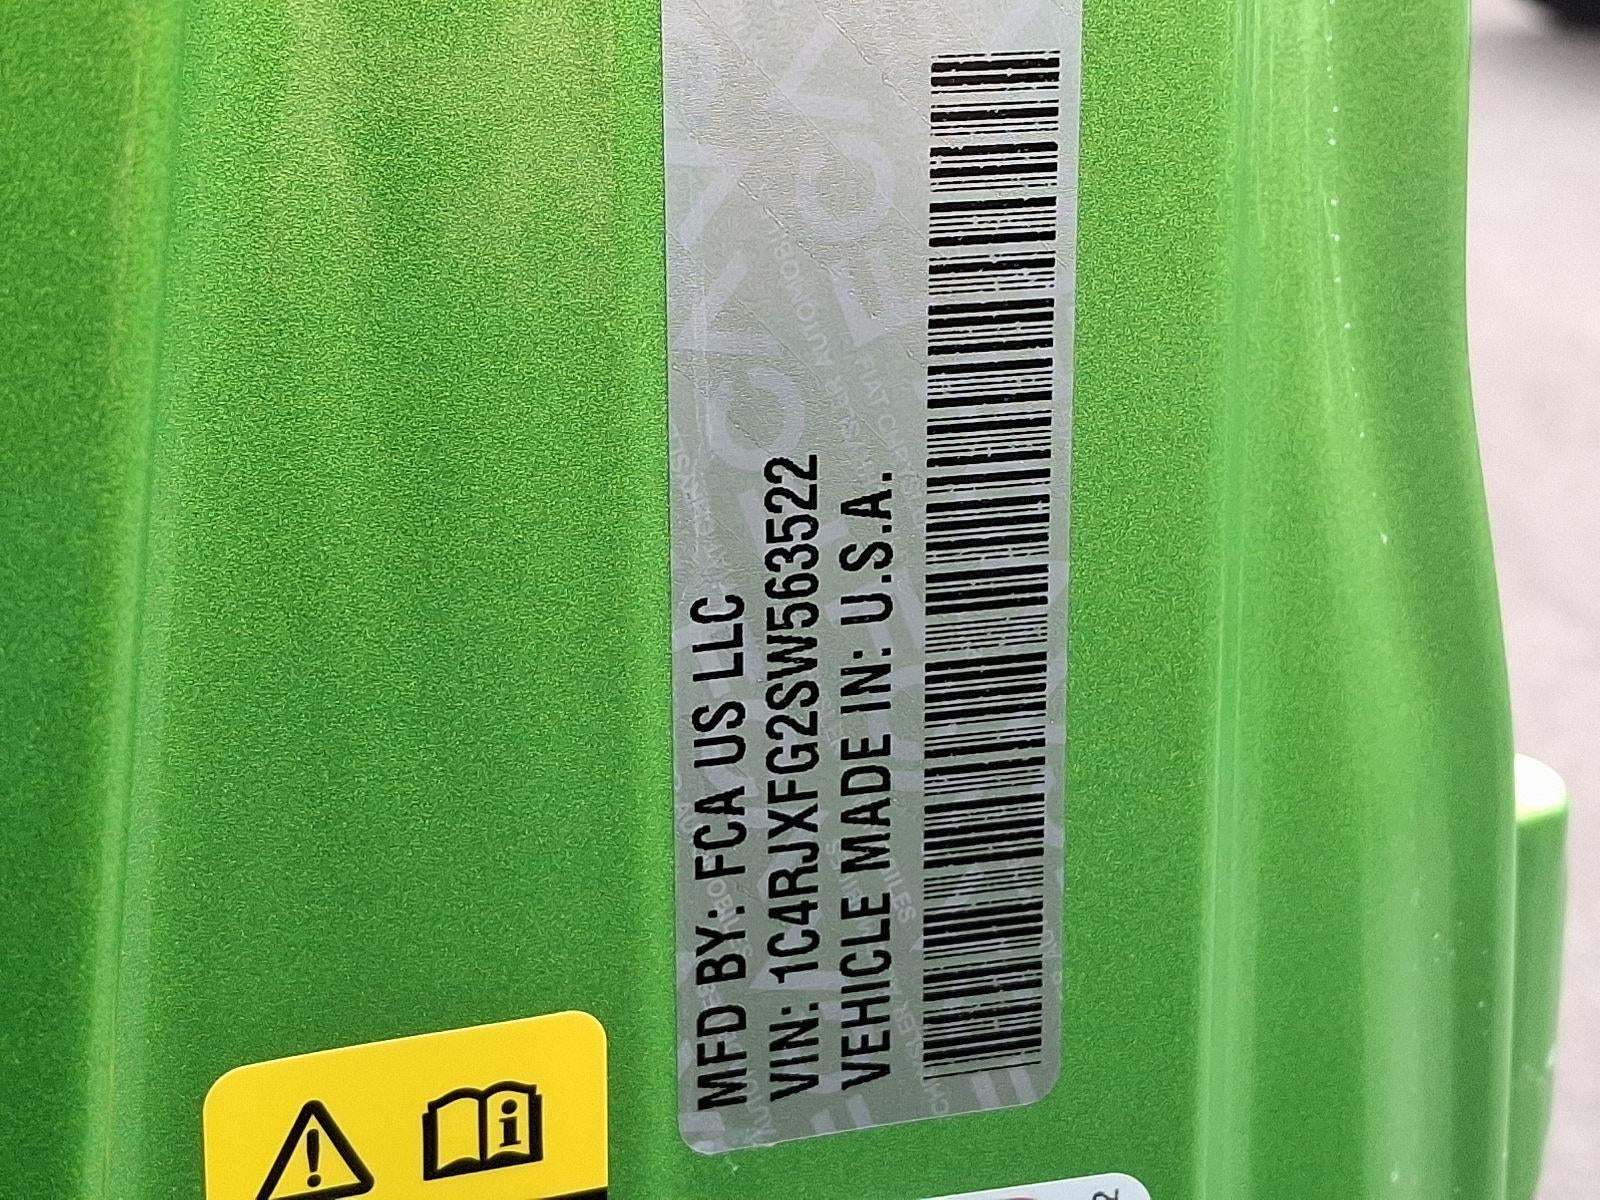 MFD BY: FCA US LLC
VIN: 1C4RJXFG2SW563522
VEHICLE MADE IN: U.S.A.